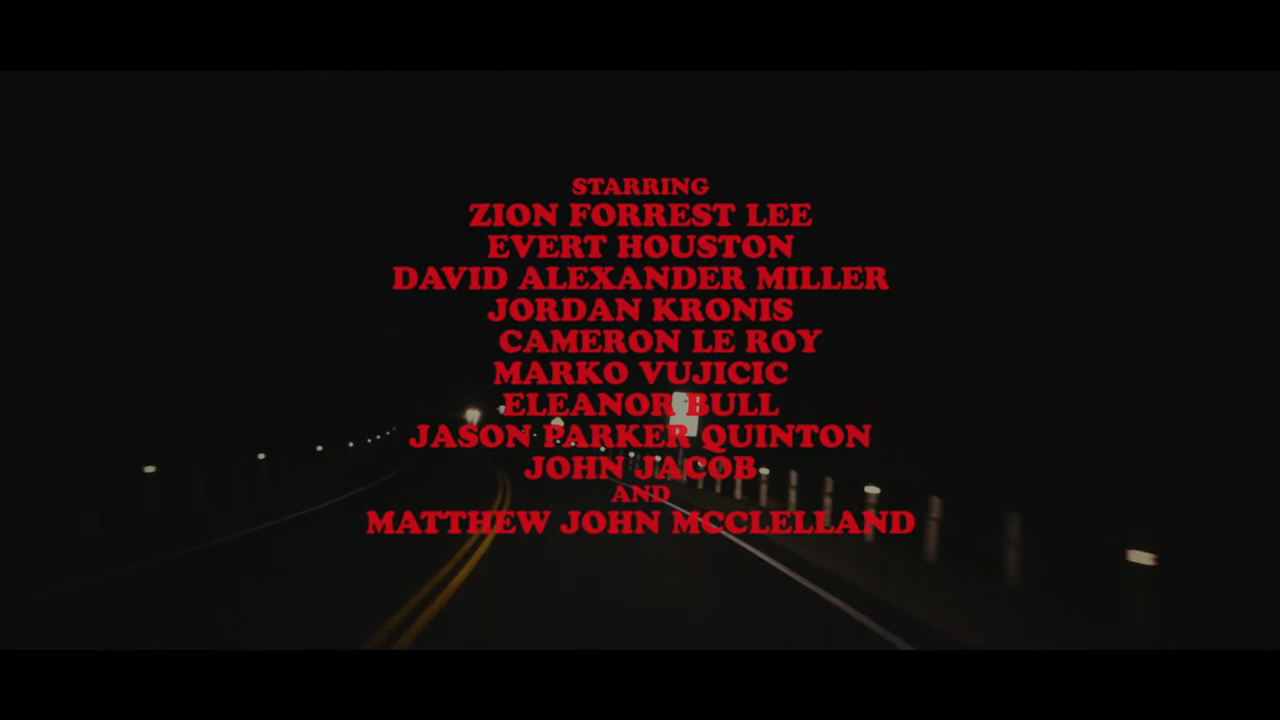 STARRING
ZION FORREST LEE
EVERT HOUSTON
DAVID ALEXANDER MILLER
JORDAN KRONIS
CAMERON LE ROY
MARKO VUJICIC
ELEANOR BULL
JASON PARKER QUINTON
JOHN JACOB
AND
MATTHEW JOHN MCCLELLAND